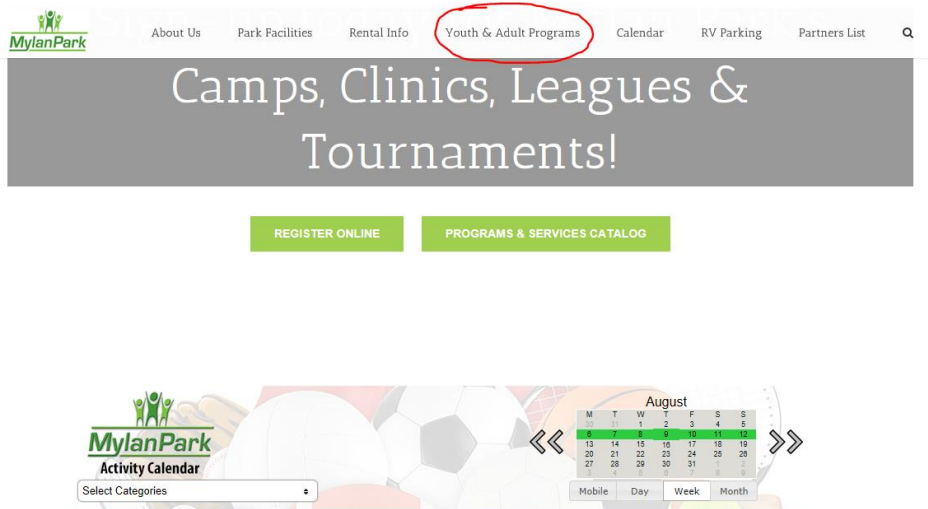 MylanPark
About Us Park Facilities Rental Info Youth & Adult Programs Calendar RV Parking Partners List
Camps, Clinics, Leagues &
Tournaments!
REGISTER ONLINE PROGRAMS & SERVICES CATALOG
MylanPark
Activity Calendar
Select Categories
August
M T W T F S S
30 31 1 2 3 4 5
6 7 8 9 10 11 12
13 14 15 16 17 18 19
20 21 22 23 24 25 26
27 28 29 30 31 1 2
3 4 5 6 7 8 9
Mobile Day Week Month